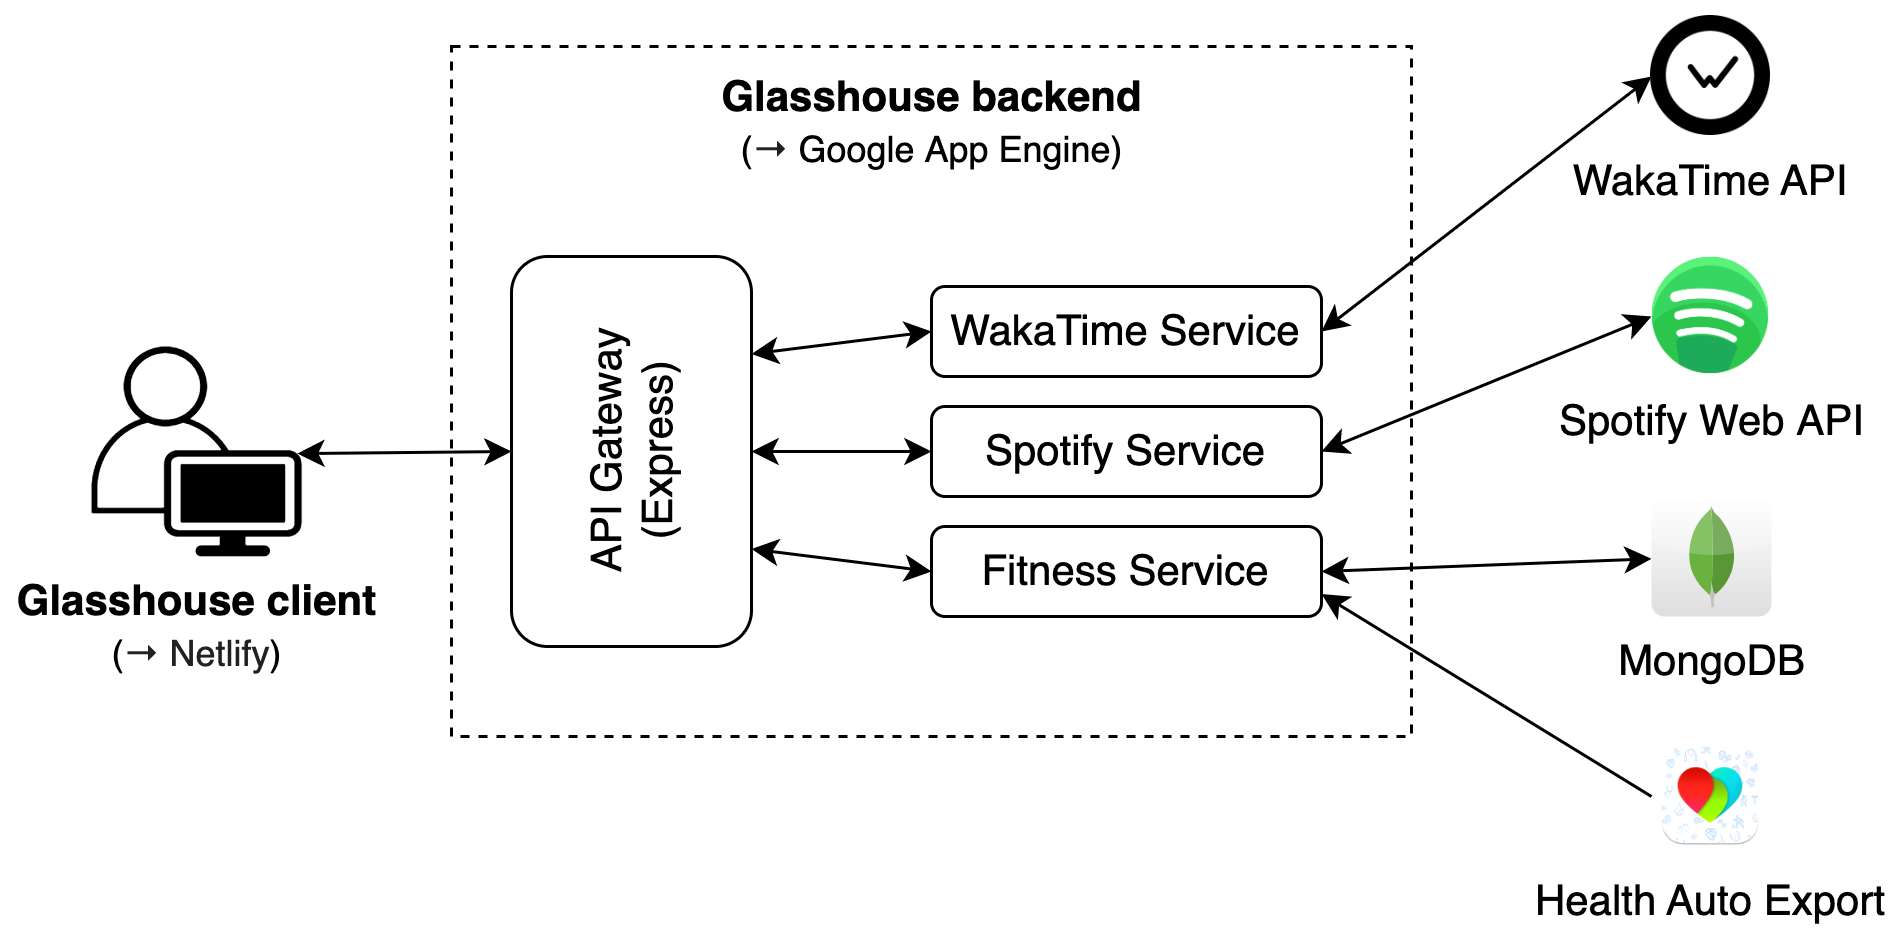 Glasshouse backend
(→ Google App Engine)
WakaTime API
API Gateway
(Express)
WakaTime Service
Spotify Service
Fitness Service
Spotify Web API
Glasshouse client
(→ Netlify)
MongoDB
Health Auto Export